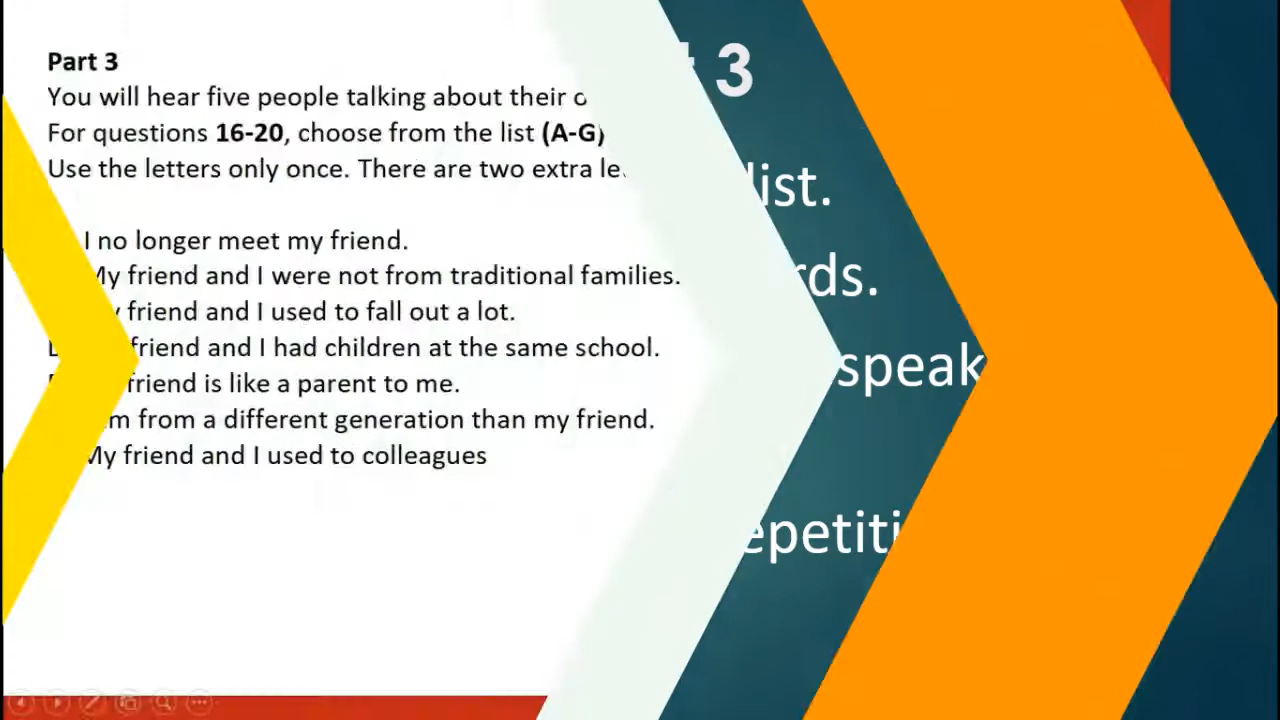 Part 3
You will hear five people talking about their
For questions 16-20, choose from the list (A-G)
Use the letters only once. There are two extra
I no longer meet my friend.
My friend and I were not from traditional families.
friend and I used to fall out a lot.
friend and I had children at the same school.
friend is like a parent to me.
from a different generation than my friend.
My friend and I used to colleagues
3
list.
speak